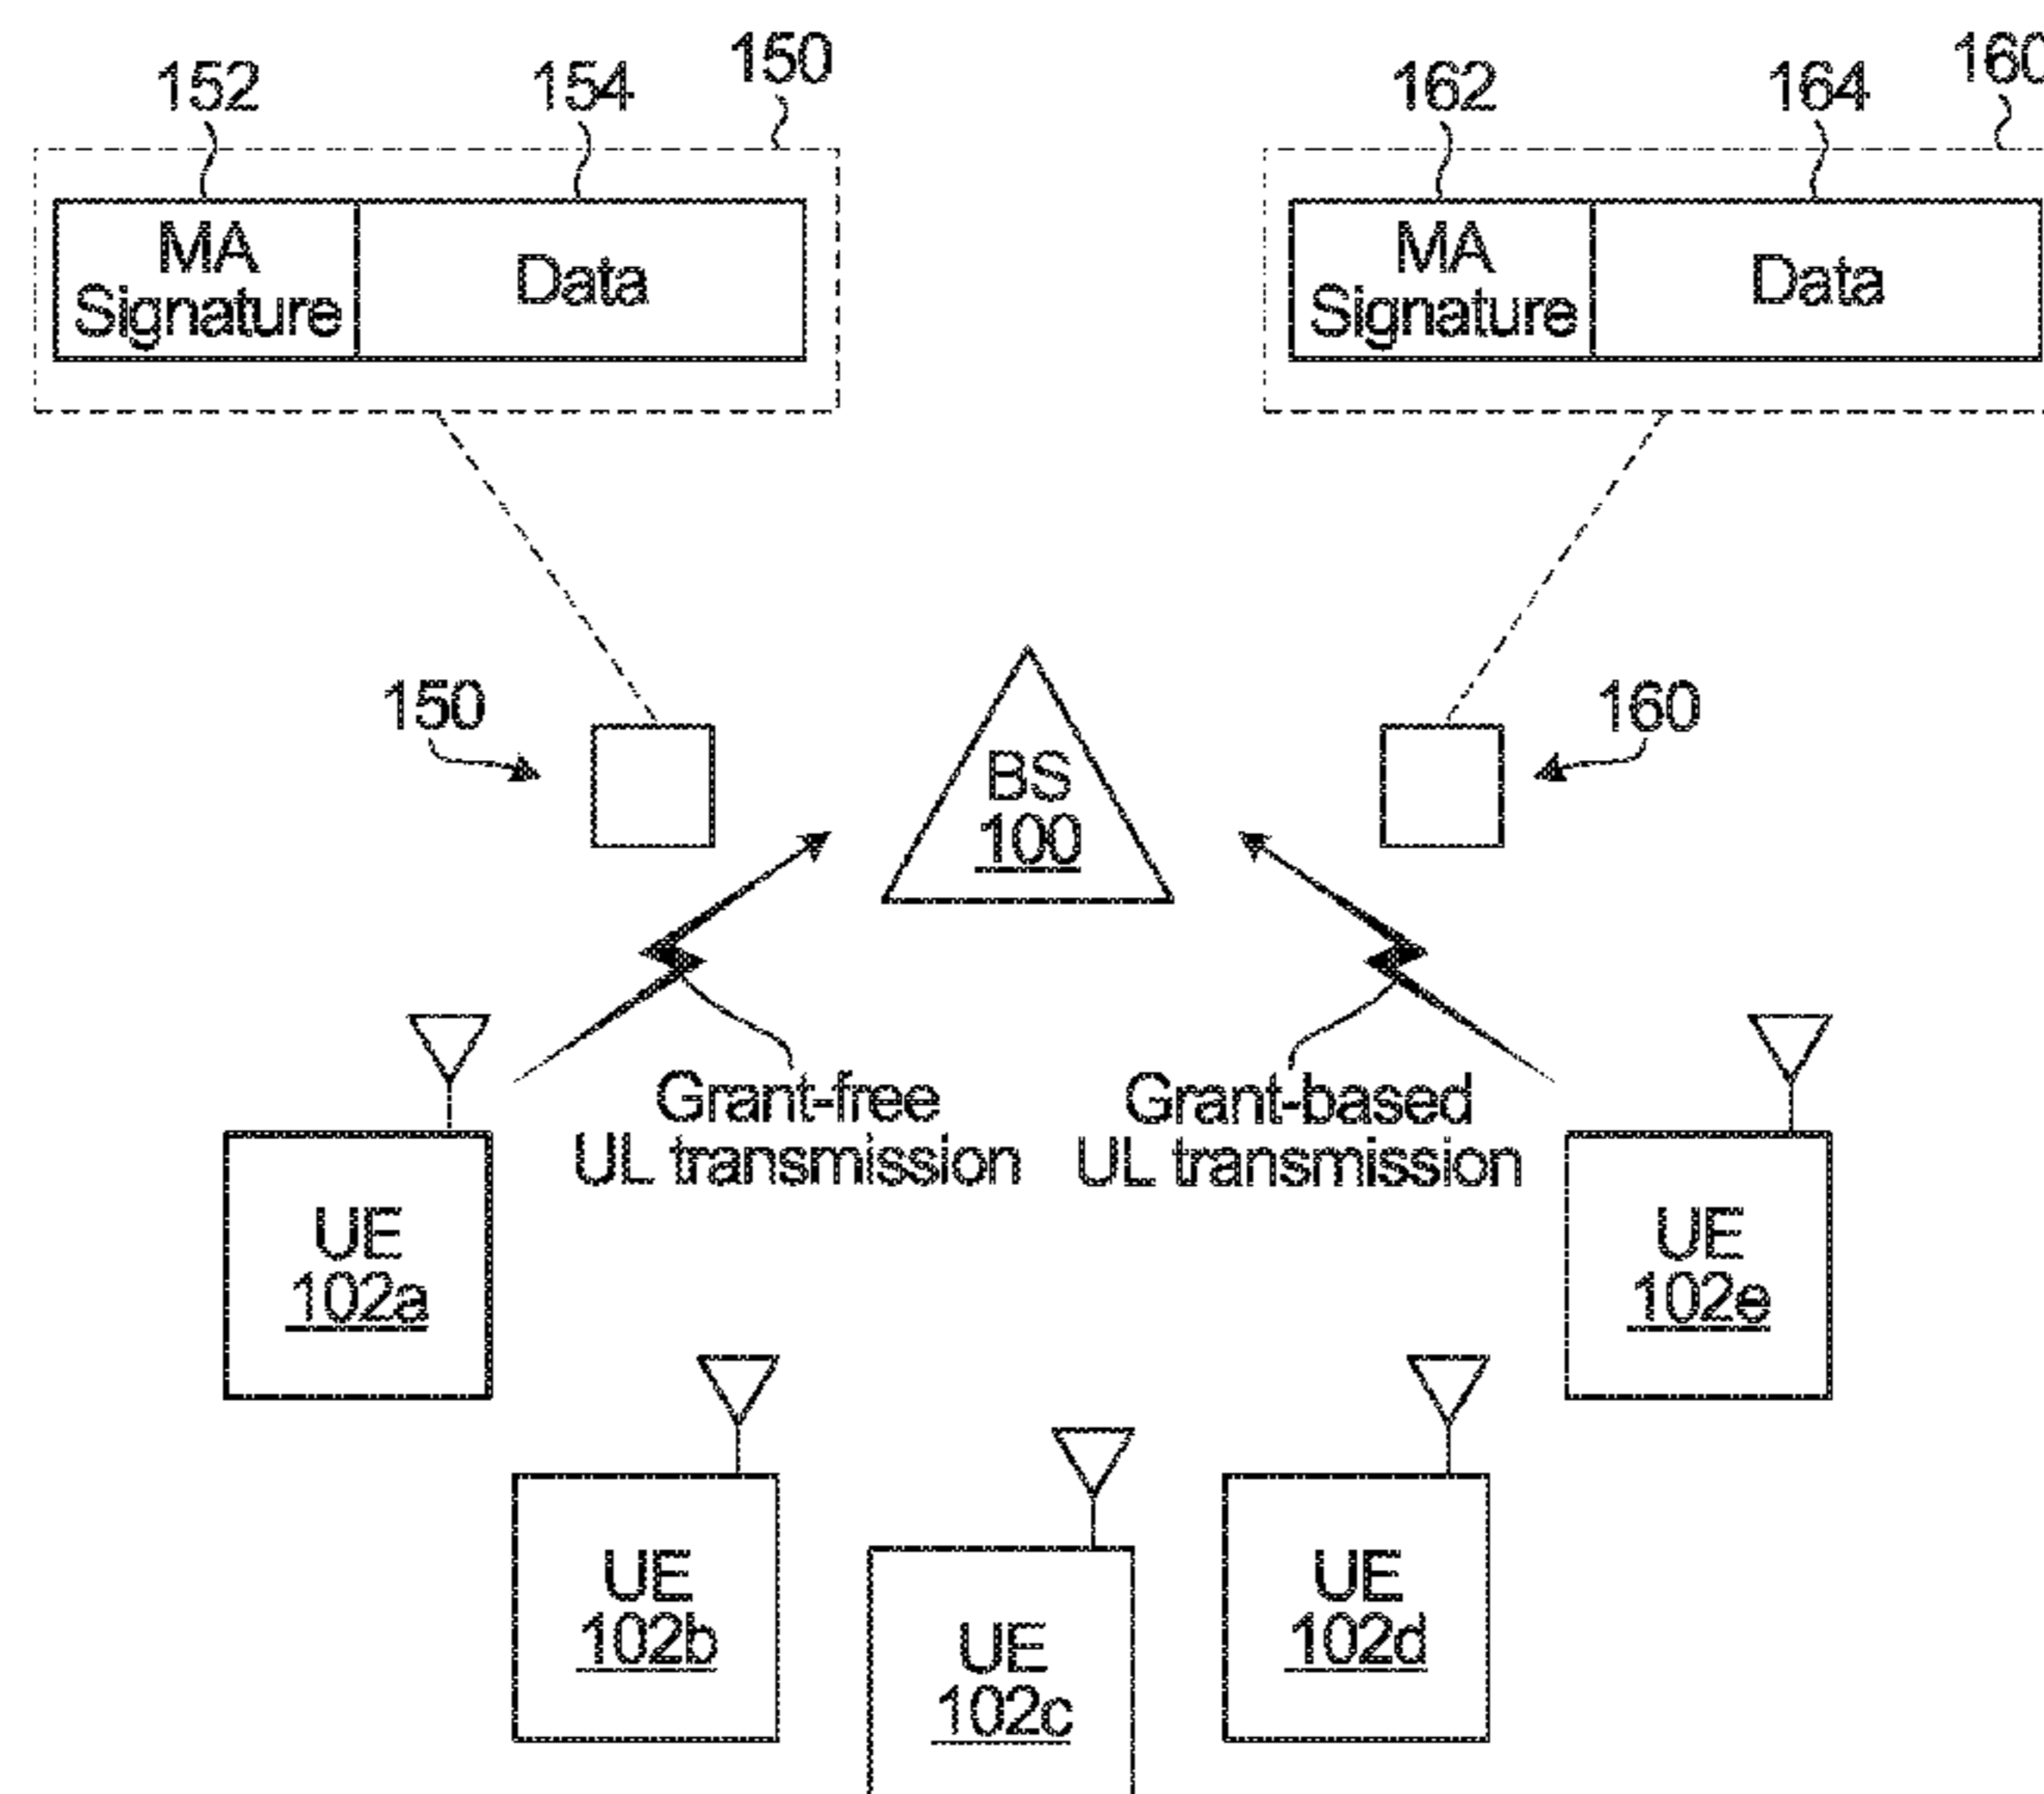 152 154 150
MA
Signature
Data
162 164 160
MA
Signature
Data
150
BS
100
160
Grant-free
UL transmission
Grant-based
UL transmission
UE
102a
UE
102e
UE
102b
UE
102d
UE
102c